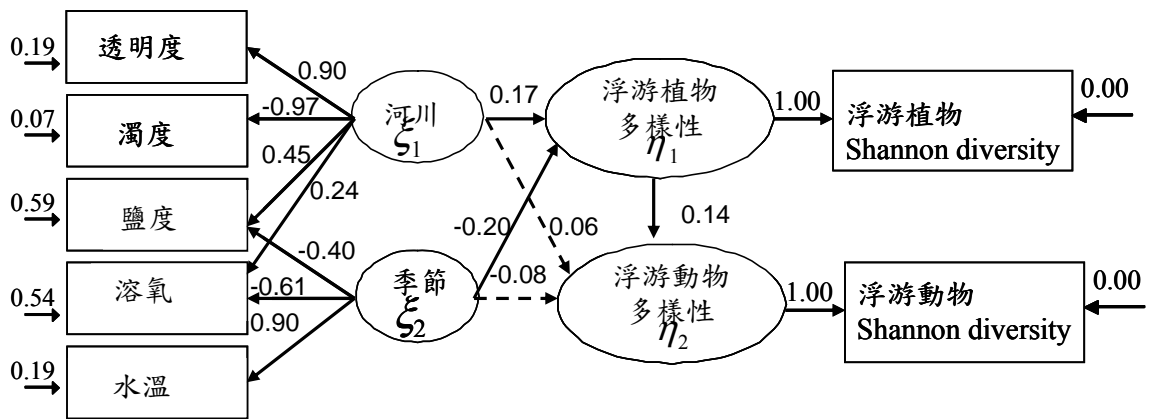 0.19
透明度
0.90
0.07
濁度
-0.97
0.59
鹽度
0.45
0.24
-0.40
0.54
溶氧
-0.61
0.19
水溫
0.90
河川
ξ1
季節
ξ2
0.17
-0.20
0.06
-0.08
浮游植物
多樣性
η1
0.14
浮游動物
多樣性
η2
1.00
浮游植物
Shannon diversity
0.00
1.00
浮游動物
Shannon diversity
0.00